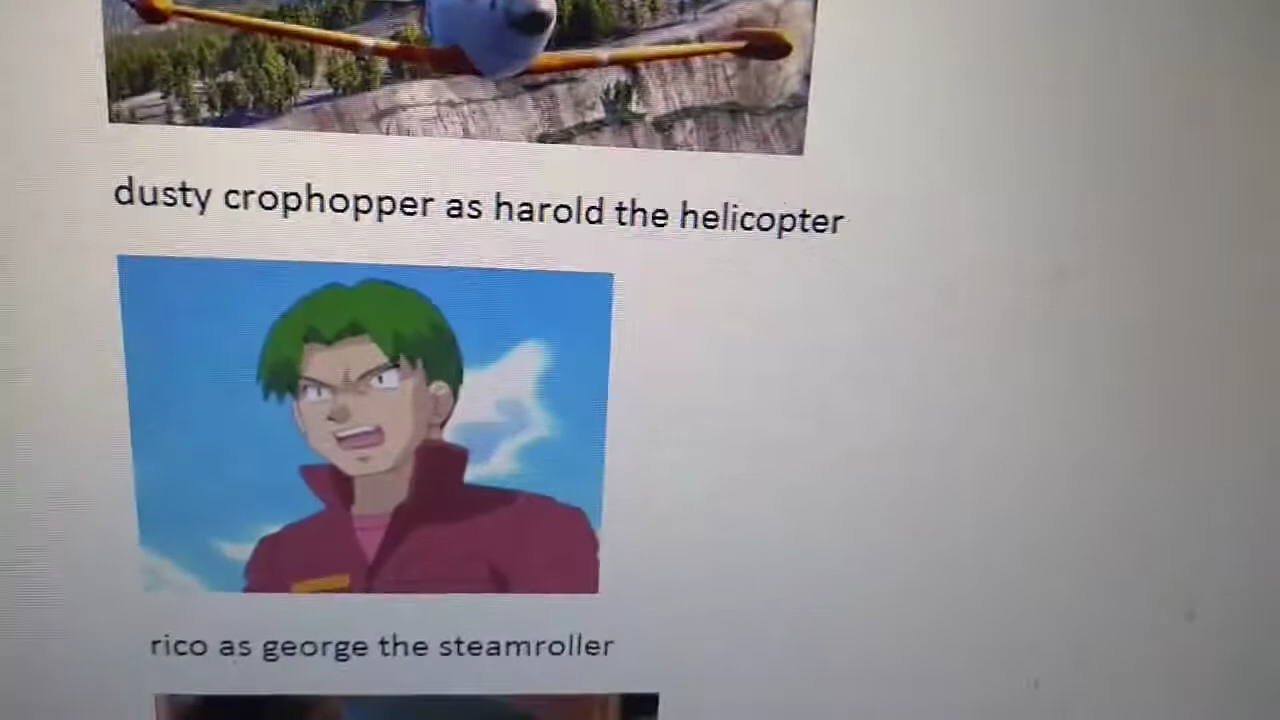 dusty crophopper as harold the helicopter
rico as george the steamroller